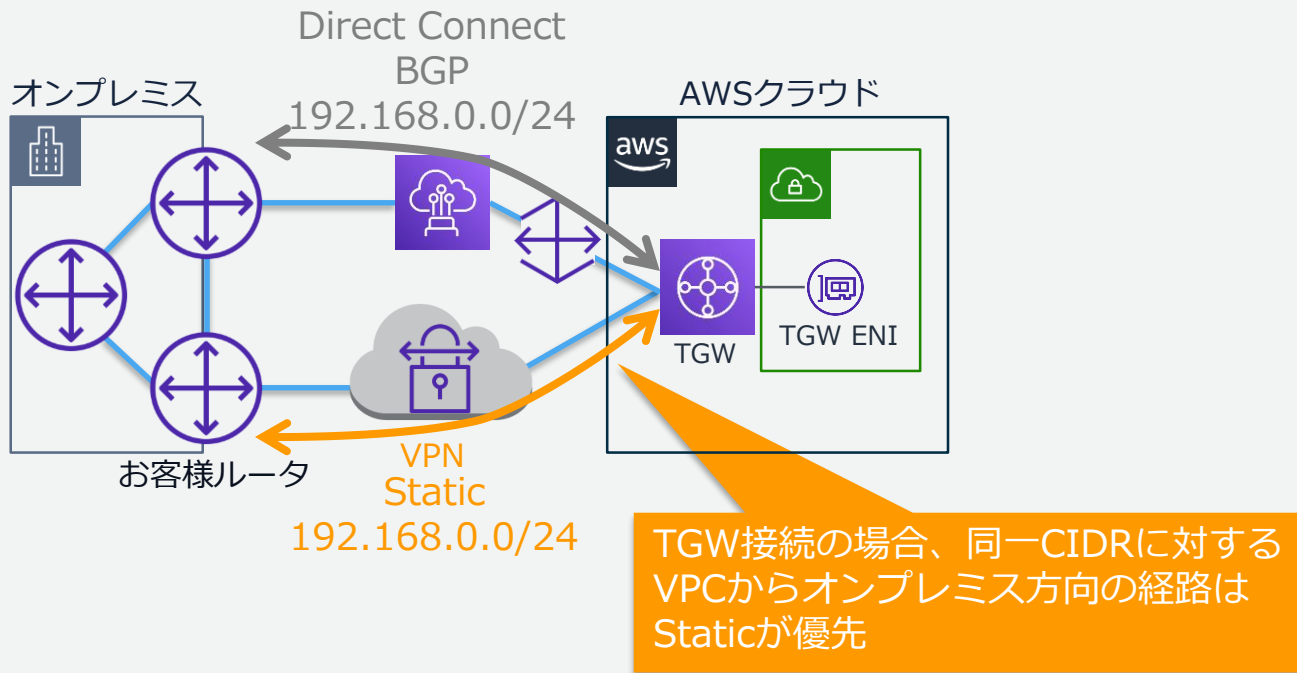 Direct Connect
BGP
192.168.0.0/24
オンプレミス
AWSクラウド
aws
TGW
TGW ENI
お客様ルータ
VPN
Static
192.168.0.0/24
TGW接続の場合、同一CIDRに対する
VPCからオンプレミス方向の経路は
Staticが優先